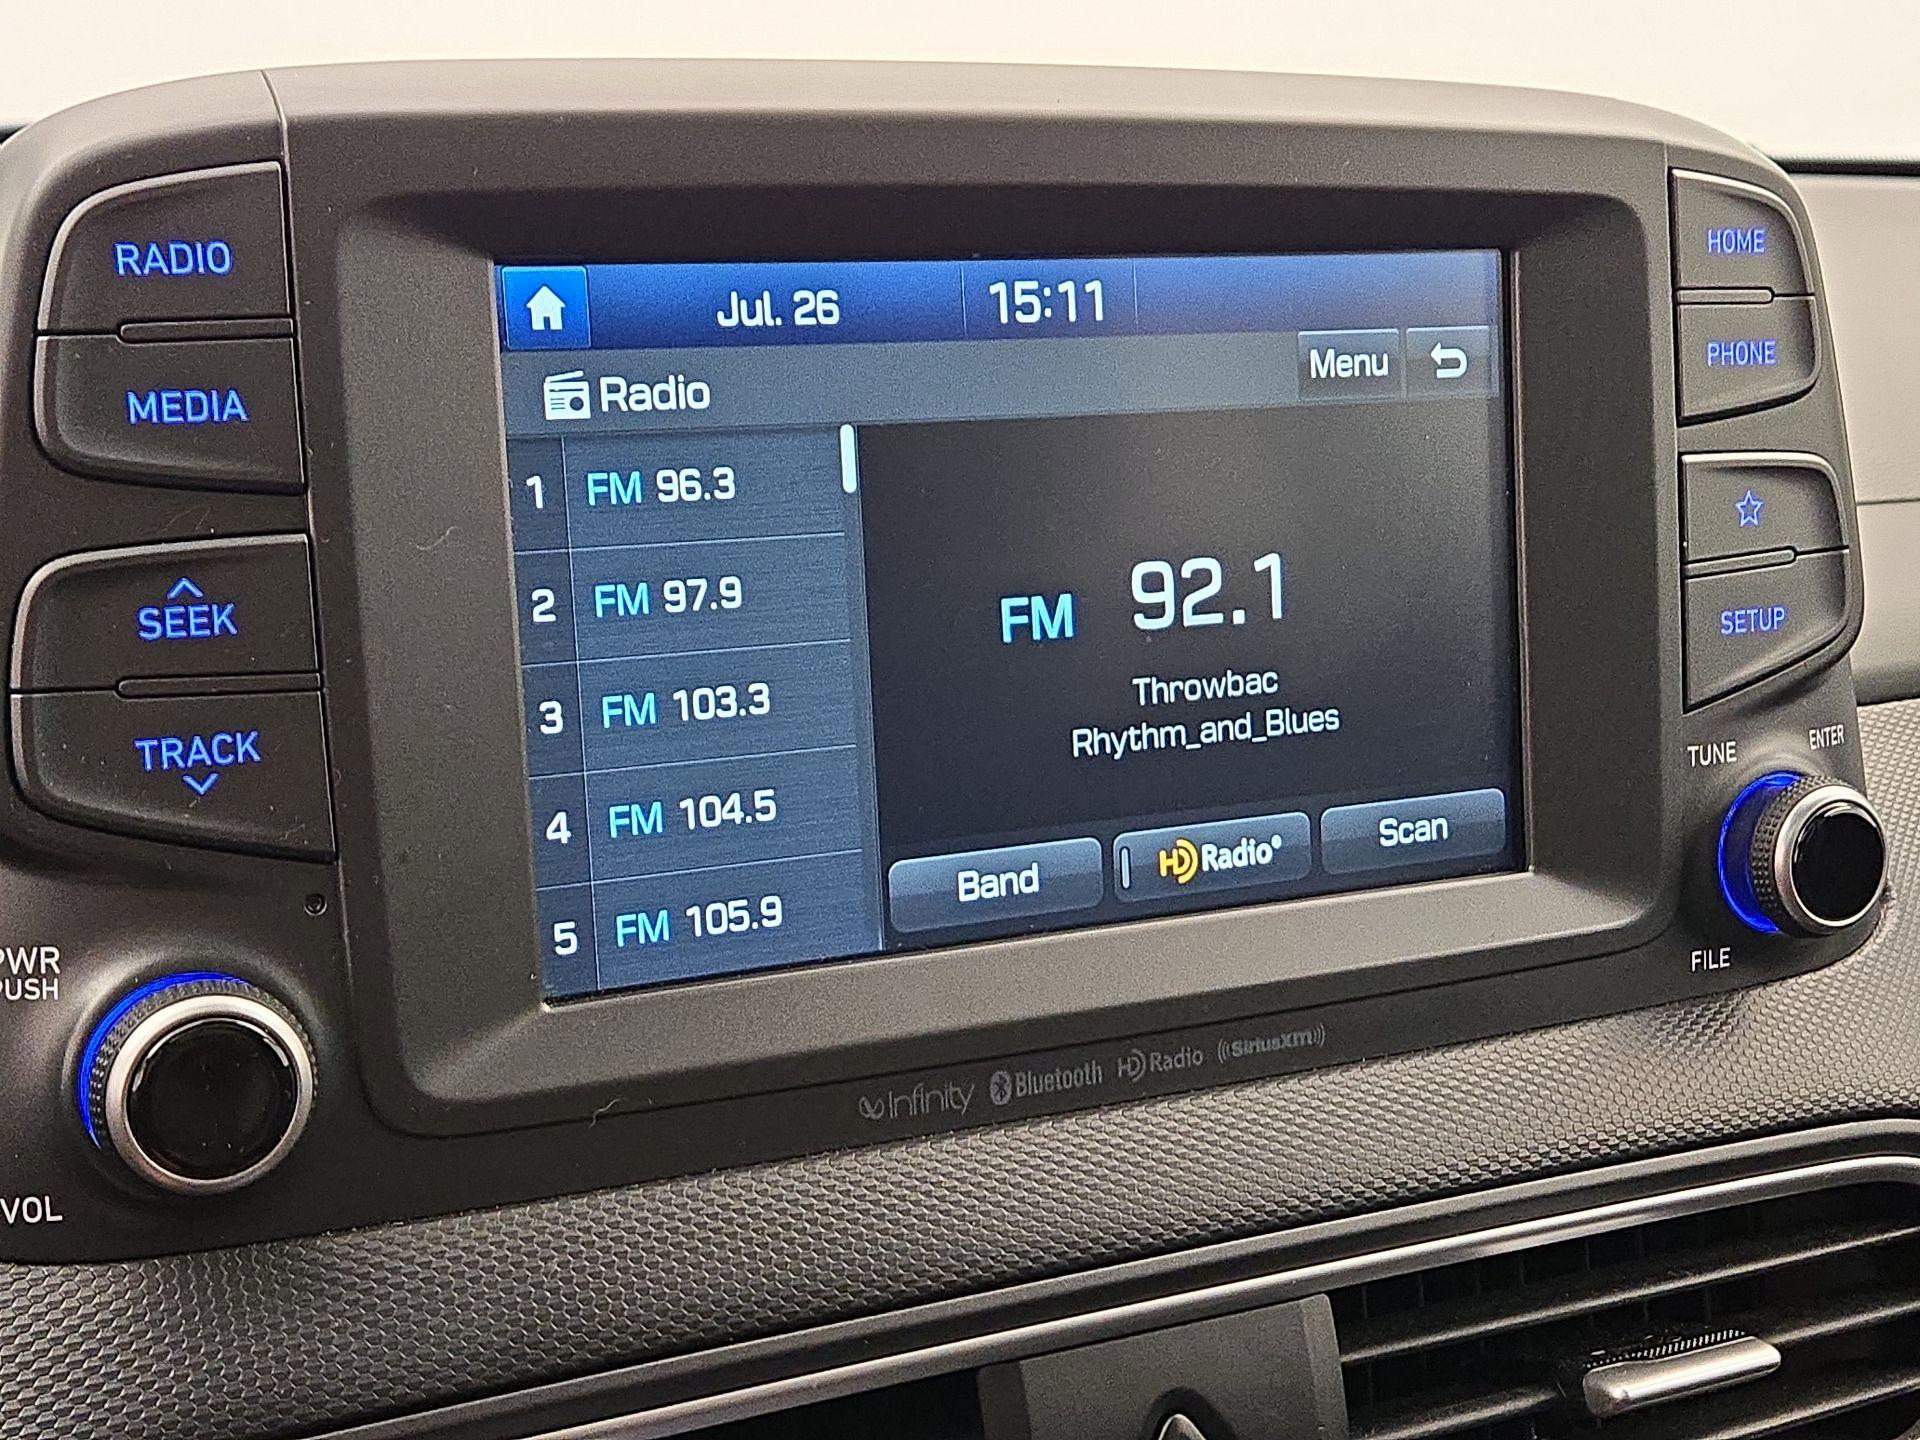 RADIO
MEDIA
SEEK
TRACK
PWR
PUSH
VOL
Jul. 26
15:11
Radio
Menu
1 FM 96.3
2 FM 97.9
3 FM 103.3
4 FM 104.5
5 FM 105.9
FM 92.1
Throwbac
Rhythm_and_Blues
Band
HD Radio®
Scan
Infinity Bluetooth HD Radio SiriusXM
HOME
PHONE
SETUP
TUNE
ENTER
FILE